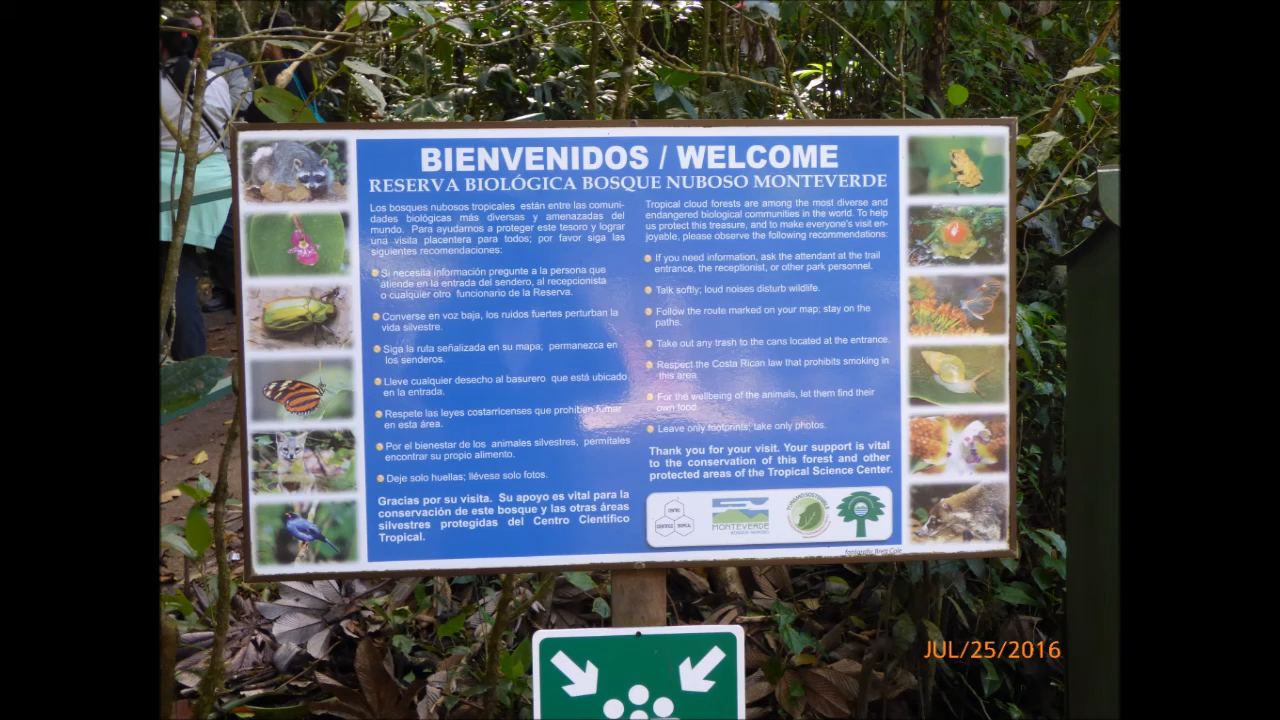 BIENVENIDOS / WELCOME
RESERVA BIOLÓGICA BOSQUE NUBOSO MONTEVERDE
Los bosques nubosos tropicales están entre las comuni-
dades biológicas más diversas y amenazadas del
mundo. Para ayudarnos a proteger este tesoro y lograr
una visita placentera para todos; por favor siga las
siguientes recomendaciones:
Si necesita información pregunte a la persona que
atiende en la entrada del sendero, al recepcionista
o cualquier otro funcionario de la Reserva.
Converse en voz baja, los ruidos fuertes perturban la
vida silvestre.
Siga la ruta señalizada en su mapa; permanezca en
los senderos.
Lleve cualquier desecho al basurero que está ubicado
en la entrada.
Respete las leyes costarricenses que prohiben fumar
en esta área.
Por el bienestar de los animales silvestres, permítales
encontrar su propio alimento.
Deje solo huellas; llévese solo fotos.
Gracias por su visita. Su apoyo es vital para la
conservación de este bosque y las otras áreas
silvestres protegidas del Centro Científico
Tropical.
Tropical cloud forests are among the most diverse and
endangered biological communities in the world. To help
us protect this treasure, and to make everyone's visit en-
joyable, please observe the following recommendations:
If you need information, ask the attendant at the trail
entrance, the receptionist, or other park personnel.
Talk softly; loud noises disturb wildlife.
Follow the route marked on your map; stay on the
paths.
Take out any trash to the cans located at the entrance.
Respect the Costa Rican law that prohibits smoking in
this area.
For the wellbeing of the animals, let them find their
own food.
Leave only footprints; take only photos.
Thank you for your visit. Your support is vital
to the conservation of this forest and other
protected areas of the Tropical Science Center.
CENTRO
CIENTIFICO TROPICAL
MONTEVERDE
BOSQUE NUBOSO
TURISMO SOSTENIBLE
fotografía Brett Cole
JUL/25/2016